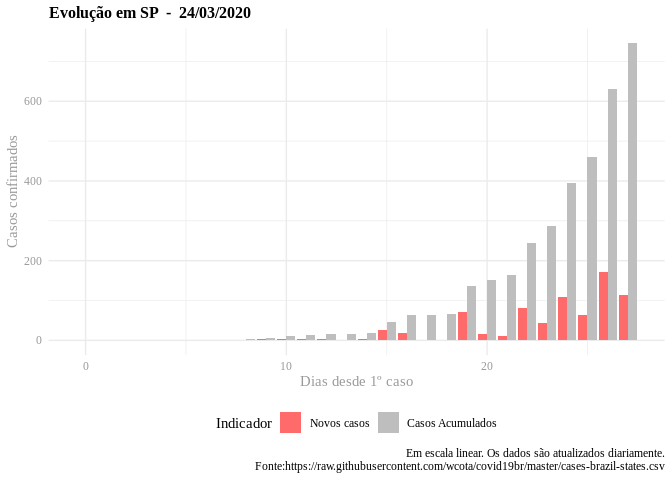 Evolução em SP - 24/03/2020
Casos confirmados
600
400
200
0
0
10
20
Dias desde 1º caso
Indicador
Novos casos
Casos Acumulados
Em escala linear. Os dados são atualizados diariamente.
Fonte:https://raw.githubusercontent.com/wcota/covid19br/master/cases-brazil-states.csv